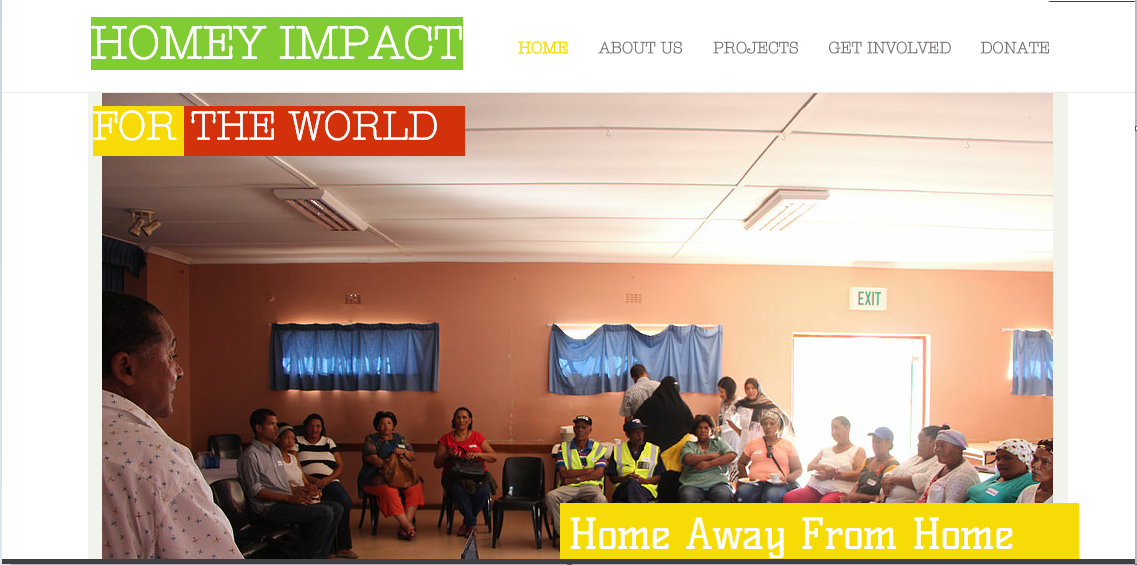 HOMEY IMPACT
HOME ABOUT US PROJECTS GET INVOLVED DONATE
FOR THE WORLD
EXIT
Home Away From Home